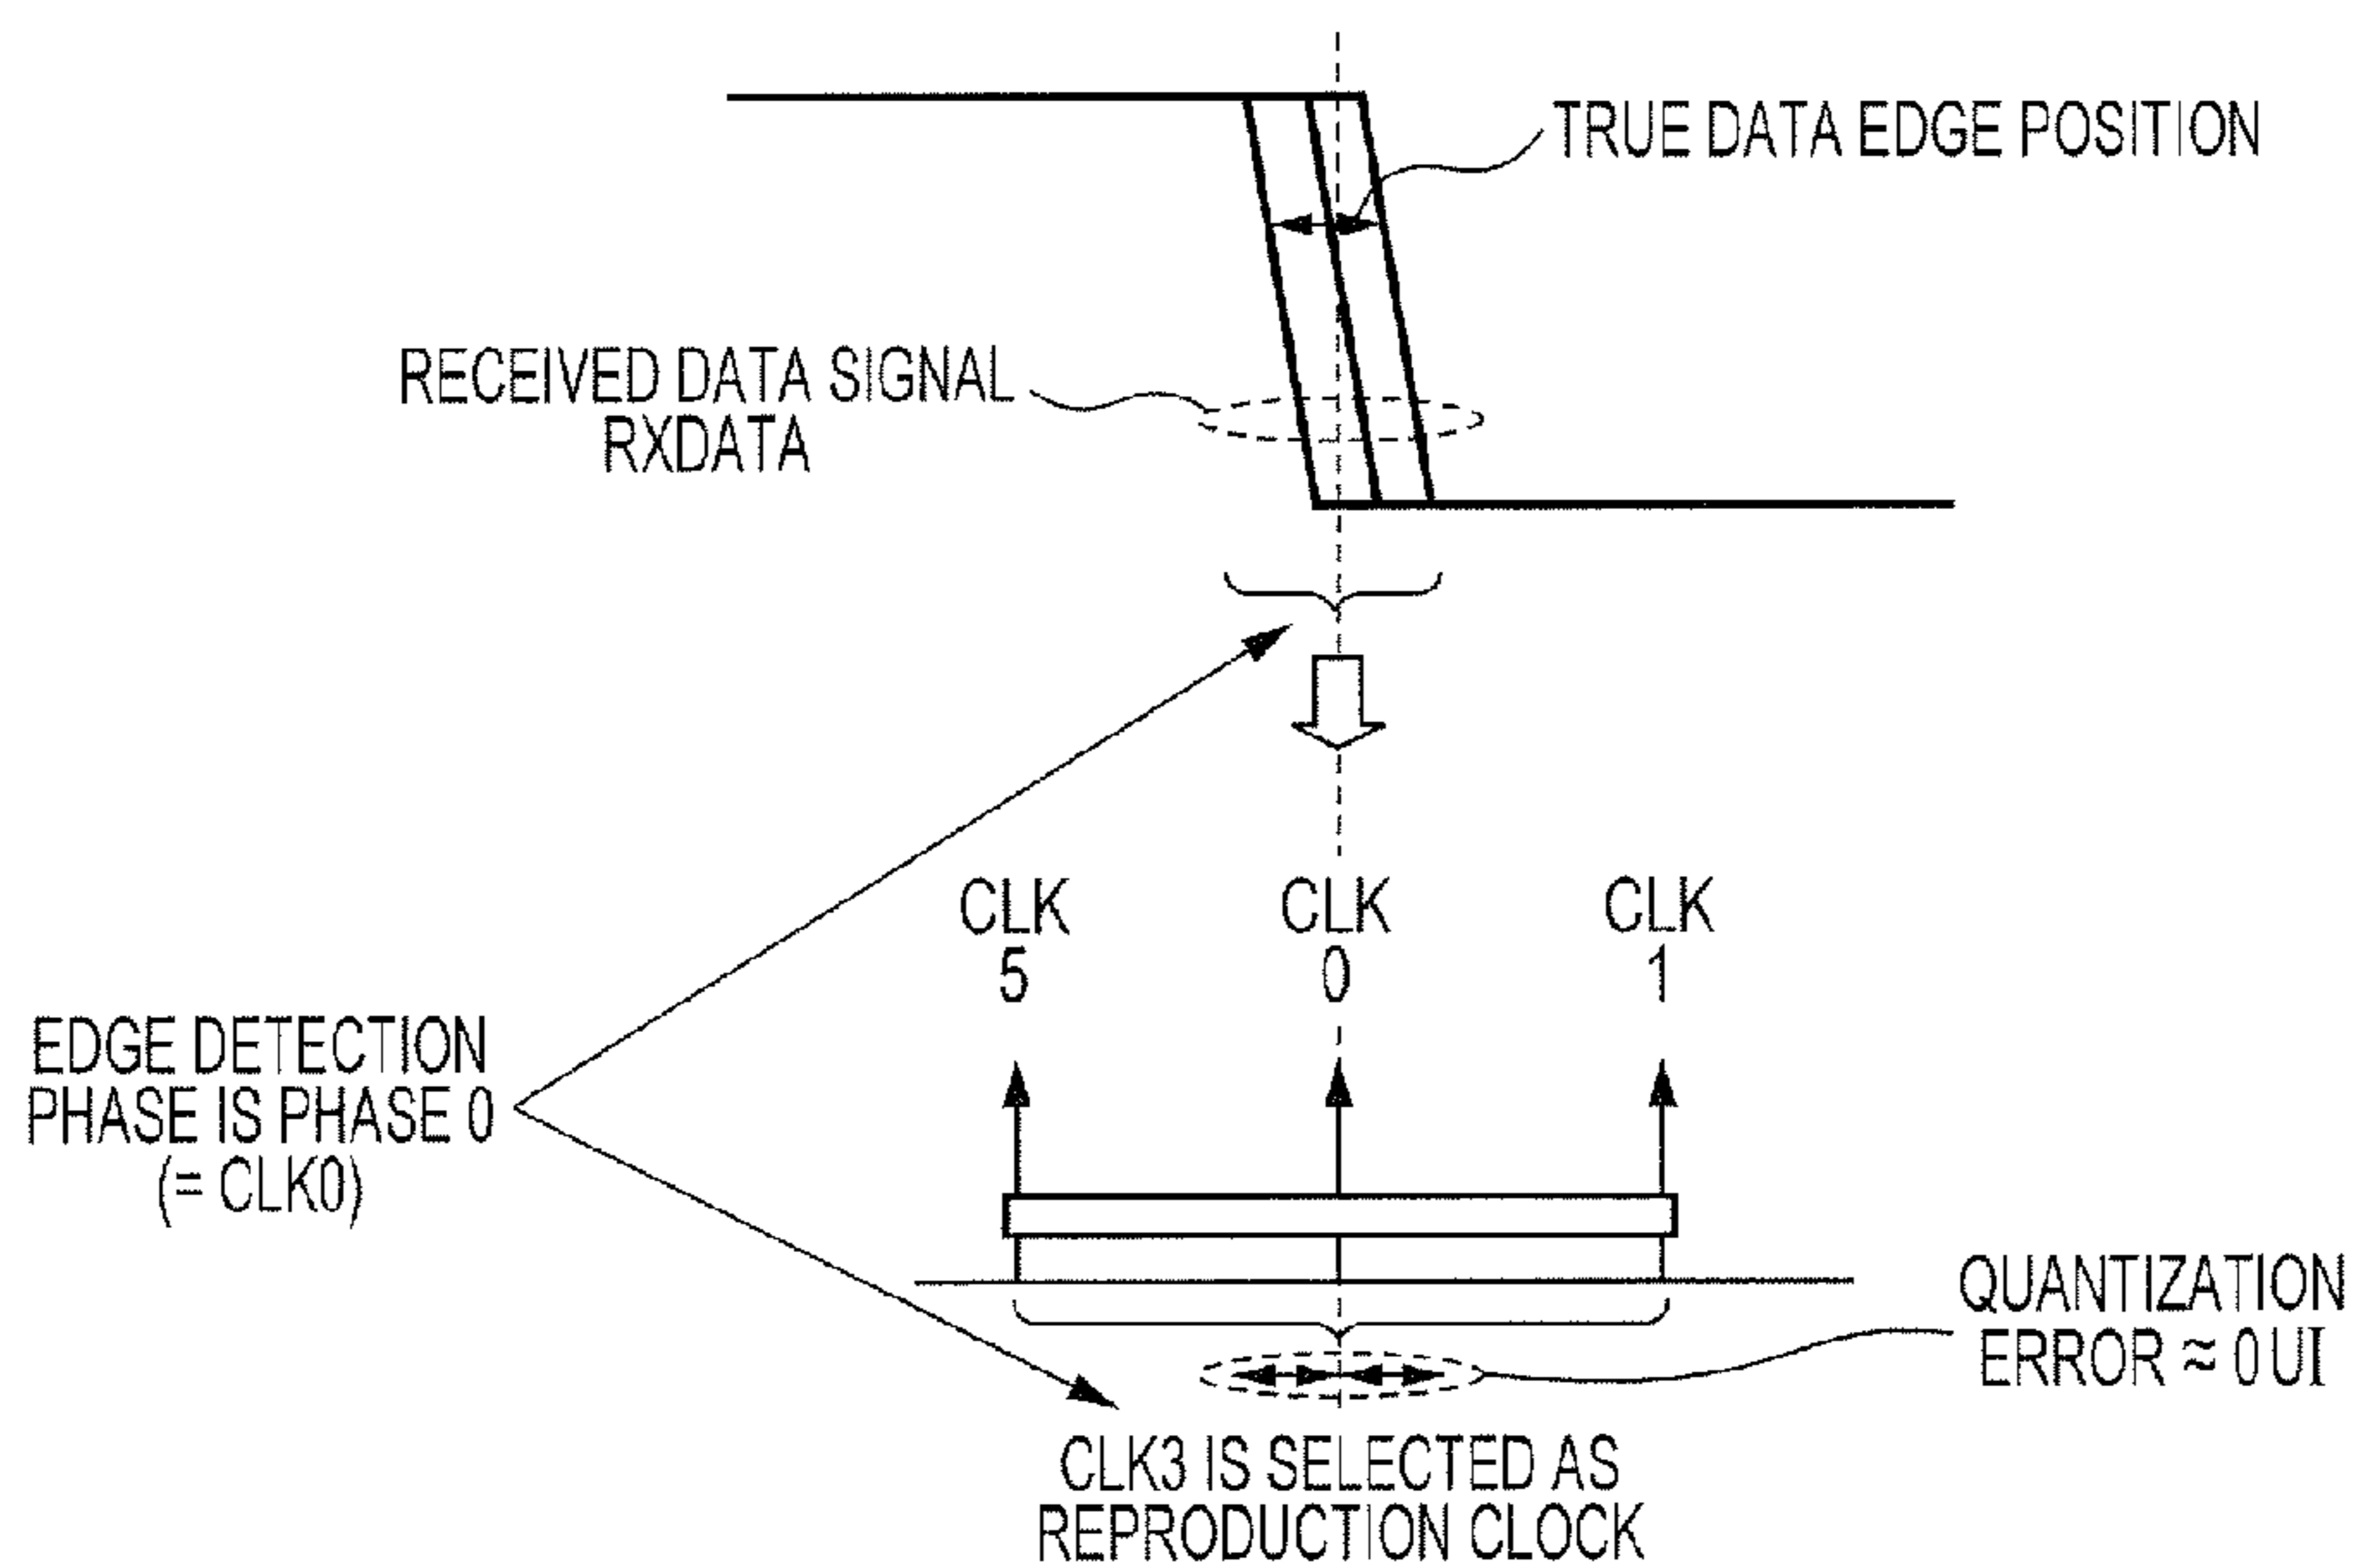 TRUE DATA EDGE POSITION
RECEIVED DATA SIGNAL
RXDATA
CLK
5
CLK
0
CLK
1
EDGE DETECTION
PHASE IS PHASE 0
(= CLK0)
QUANTIZATION
ERROR ≈ 0 UI
CLK3 IS SELECTED AS
REPRODUCTION CLOCK